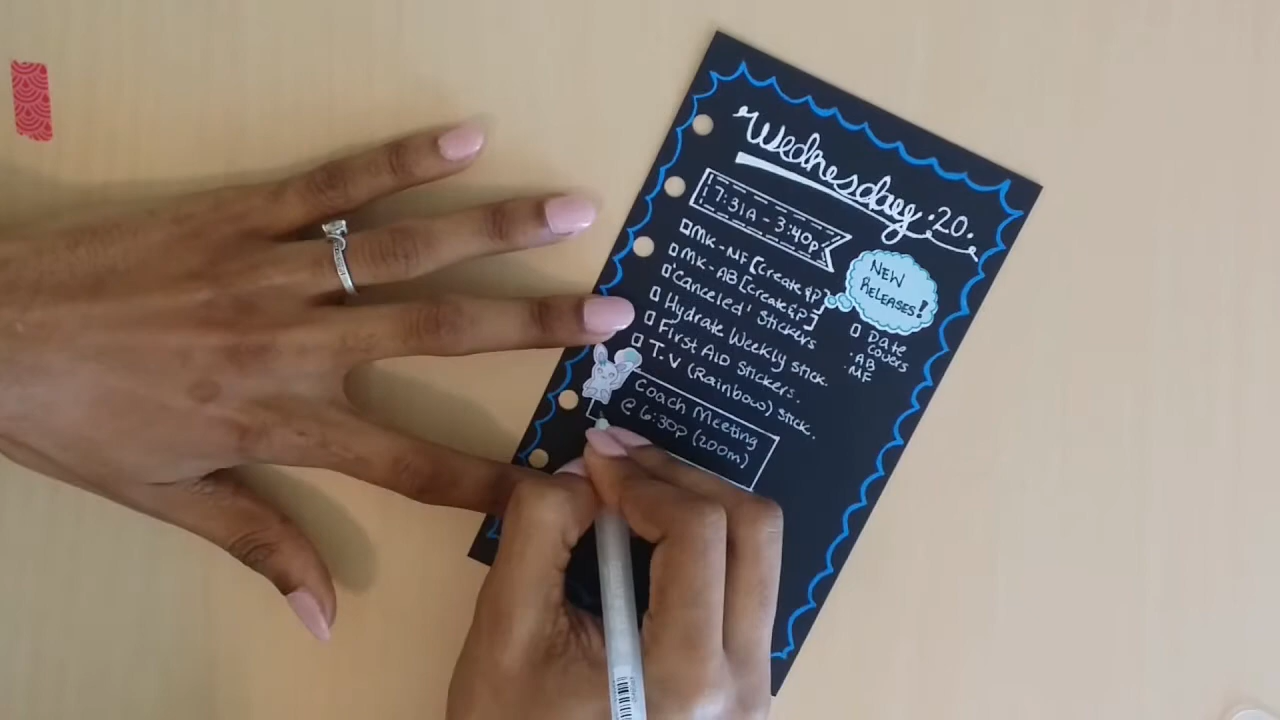 Wednesday .20.
7:31A - 3:40P
MK-MF [Create & P]
MK-AB [Create & P]
'Canceled' Stickers
Hydrate Weekly stick.
First Aid Stickers.
T.V (Rainbow) stick.
NEW
RELEASES!
Date
Covers
. AB
. MF
Coach Meeting
@ 6:30P (Zoom)